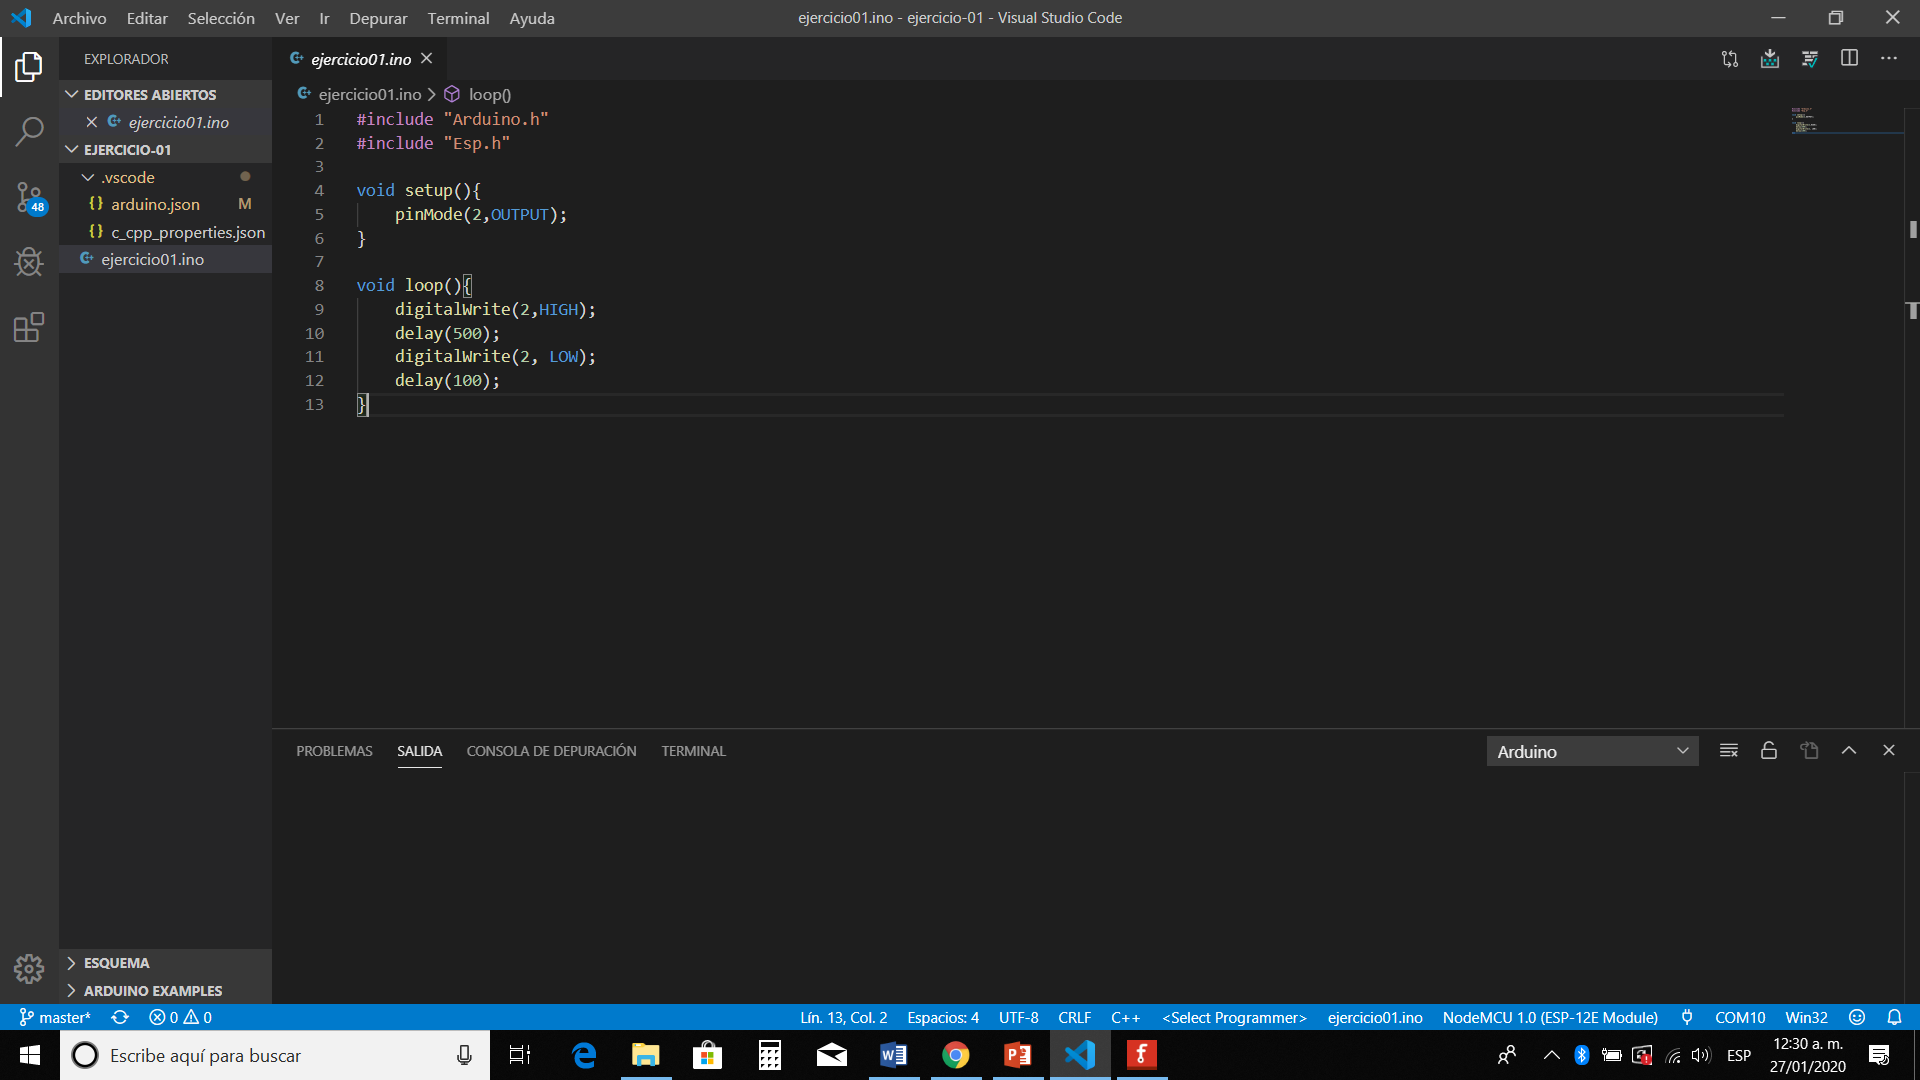 Archivo Editar Selección Ver Ir Depurar Terminal Ayuda
ejercicio01.ino - ejercicio-01 - Visual Studio Code
EXPLORADOR
EDITORES ABIERTOS
ejercicio01.ino
EJERCICIO-01
.vscode
arduino.json M
c_cpp_properties.json
ejercicio01.ino
48
ESQUEMA
ARDUINO EXAMPLES
ejercicio01.ino
ejercicio01.ino > loop()
1 #include "Arduino.h"
2 #include "Esp.h"
3
4 void setup(){
5 pinMode(2,OUTPUT);
6 }
7
8 void loop(){
9 digitalWrite(2,HIGH);
10 delay(500);
11 digitalWrite(2, LOW);
12 delay(100);
13 }
PROBLEMAS SALIDA CONSOLA DE DEPURACIÓN TERMINAL
Arduino
master* 0 0 Lín. 13, Col. 2 Espacios: 4 UTF-8 CRLF C++ <Select Programmer> ejercicio01.ino NodeMCU 1.0 (ESP-12E Module) COM10 Win32
Escribe aquí para buscar
ESP
12:30 a. m.
27/01/2020